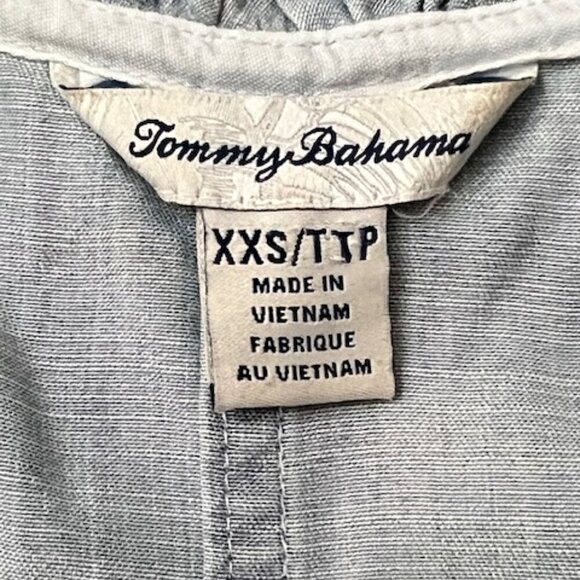 Tommy Bahama
XXS/TTP
MADE IN
VIETNAM
FABRIQUE
AU VIETNAM